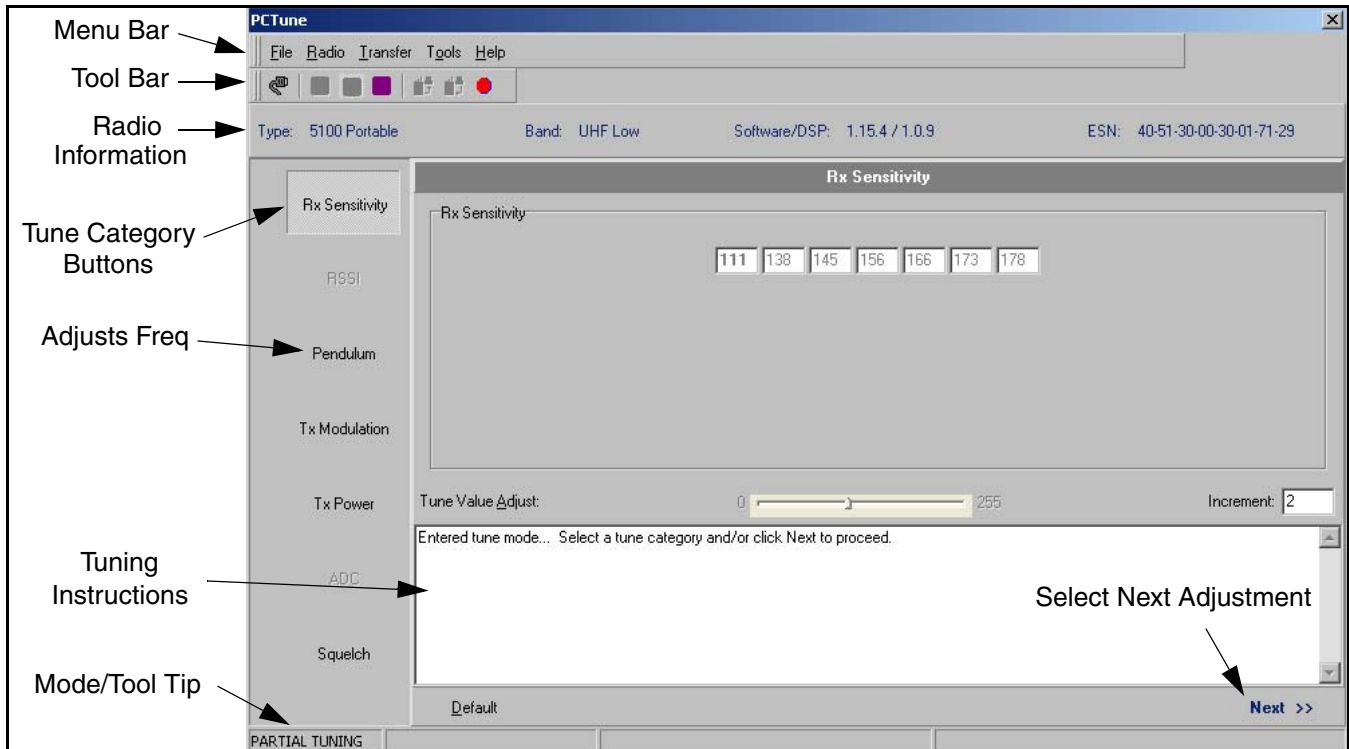 Menu Bar
Tool Bar
Radio
Information
Tune Category
Buttons
Adjusts Freq
Tuning
Instructions
Mode/Tool Tip
PCTune
File Radio Transfer Tools Help
Type: 5100 Portable Band: UHF Low Software/DSP: 1.15.4 / 1.0.9 ESN: 40-51-30-00-30-01-71-29
Rx Sensitivity
RSSI
Pendulum
Tx Modulation
Tx Power
ADC
Squelch
Rx Sensitivity
Rx Sensitivity
111 138 145 156 166 173 178
Tune Value Adjust: 0 255 Increment: 2
Entered tune mode... Select a tune category and/or click Next to proceed.
Select Next Adjustment
Default Next >>
PARTIAL TUNING